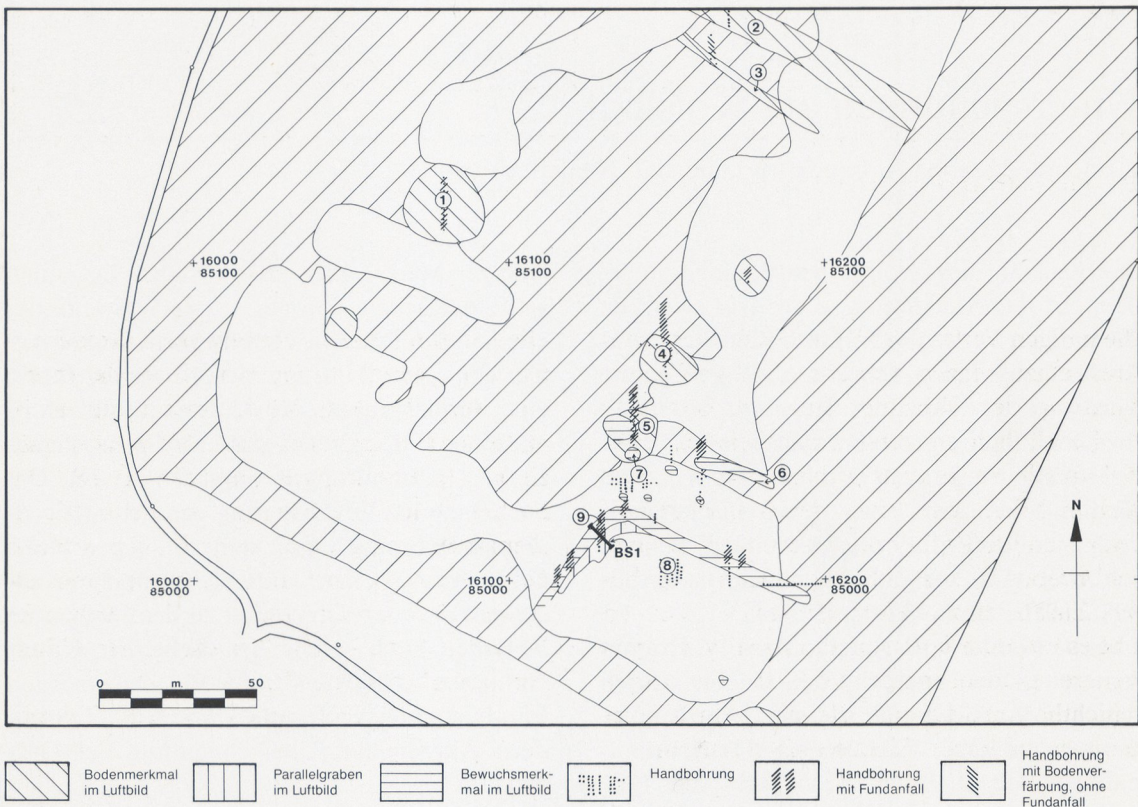 2
3
1
+16000
85100
+16100
85100
+16200
85100
4
5
7
6
9
BS1
8
N
16000+
85000
16100+
85000
+16200
85000
0 m. 50
Bodenmerkmal
im Luftbild
Parallelgraben
im Luftbild
Bewuchsmerk-
mal im Luftbild
Handbohrung
Handbohrung
mit Fundanfall
Handbohrung
mit Bodenver-
färbung, ohne
Fundanfall